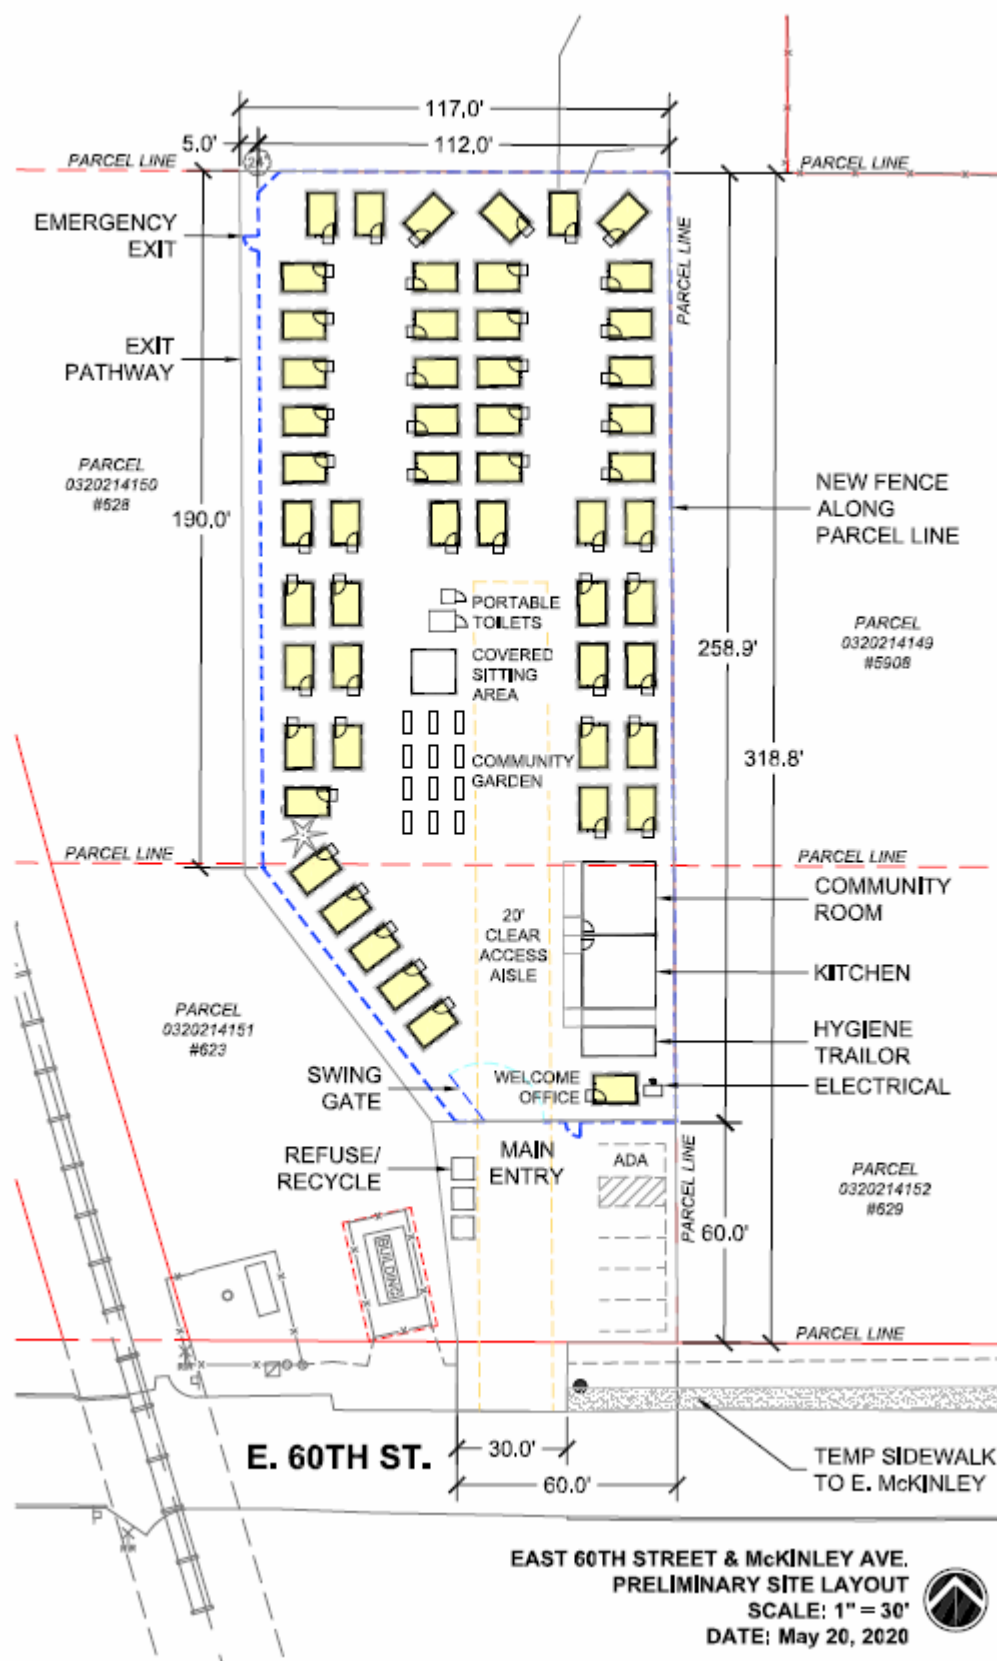 117.0'
5.0'
112.0'
PARCEL LINE
24"
PARCEL LINE
EMERGENCY
EXIT
PARCEL LINE
EXIT
PATHWAY
PARCEL
0320214150
#628
190.0'
NEW FENCE
ALONG
PARCEL LINE
PORTABLE
TOILETS
COVERED
SITTING
AREA
258.9'
PARCEL
0320214149
#5908
318.8'
COMMUNITY
GARDEN
PARCEL LINE
PARCEL LINE
COMMUNITY
ROOM
20'
CLEAR
ACCESS
AISLE
KITCHEN
PARCEL
0320214151
#623
HYGIENE
TRAILOR
SWING
GATE
WELCOME
OFFICE
ELECTRICAL
REFUSE/
RECYCLE
MAIN
ENTRY
ADA
PARCEL LINE
PARCEL
0320214152
#629
60.0'
BUILDING
PARCEL LINE
E. 60TH ST.
30.0'
60.0'
TEMP SIDEWALK
TO E. McKINLEY
P
EAST 60TH STREET & McKINLEY AVE.
PRELIMINARY SITE LAYOUT
SCALE: 1" = 30'
DATE: May 20, 2020